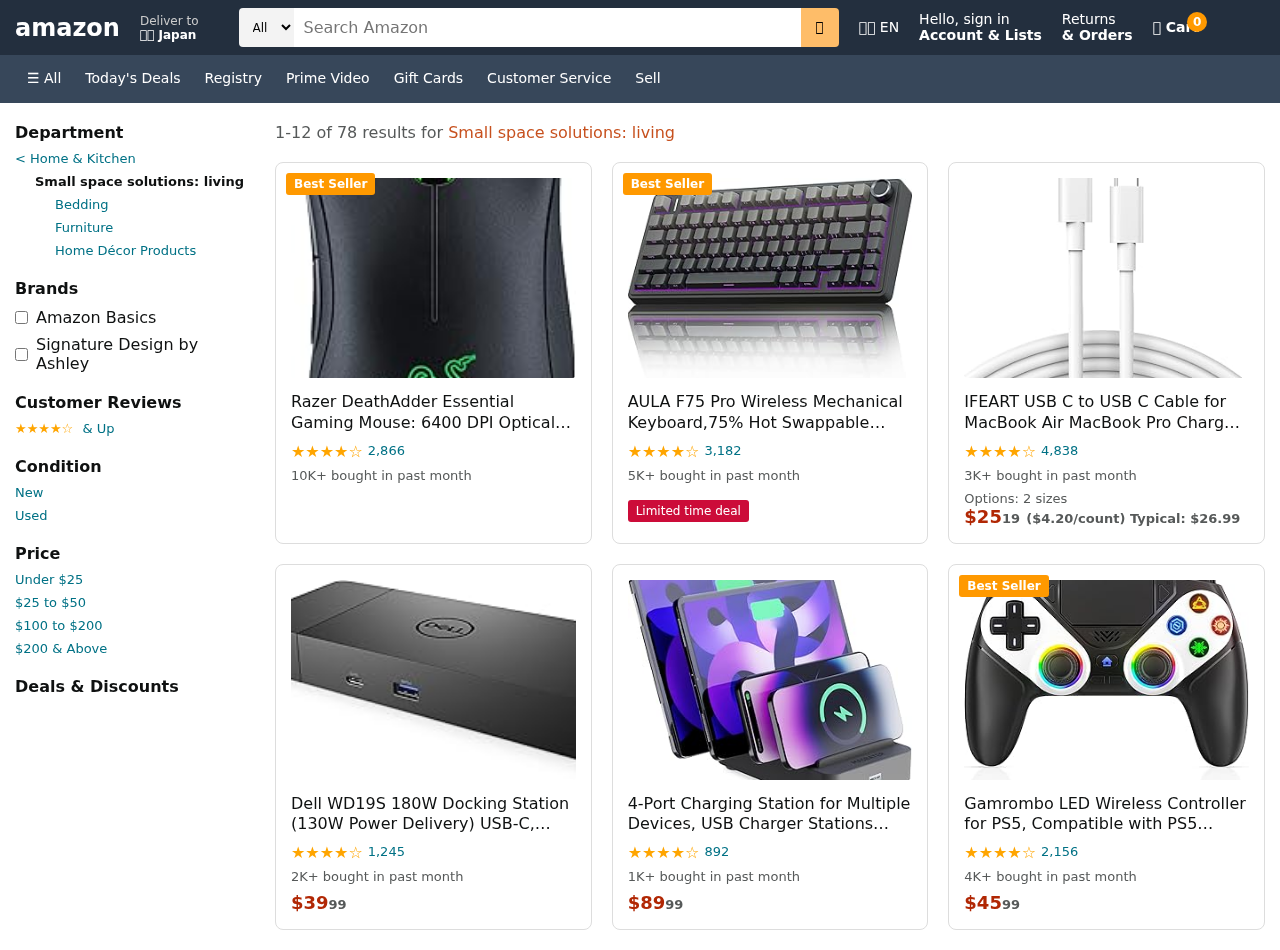 amazon
Deliver to
Japan
All
Search Amazon
EN
Hello, sign in
Account & Lists
Returns
& Orders
0
☰ All
Today's Deals
Registry
Prime Video
Gift Cards
Customer Service
Sell
Department
< Home & Kitchen
Small space solutions: living
Bedding
Furniture
Home Décor Products
Brands
Amazon Basics
Signature Design by
Ashley
Customer Reviews
★★★★☆ & Up
Condition
New
Used
Price
Under $25
$25 to $50
$100 to $200
$200 & Above
Deals & Discounts
1-12 of 78 results for Small space solutions: living
Best Seller
Razer DeathAdder Essential
Gaming Mouse: 6400 DPI Optical…
★★★★☆ 2,866
10K+ bought in past month
Best Seller
AULA F75 Pro Wireless Mechanical
Keyboard,75% Hot Swappable…
★★★★☆ 3,182
5K+ bought in past month
Limited time deal
IFEART USB C to USB C Cable for
MacBook Air MacBook Pro Charg…
★★★★☆ 4,838
3K+ bought in past month
Options: 2 sizes
$25 19 ($4.20/count) Typical: $26.99
DELL
Dell WD19S 180W Docking Station
(130W Power Delivery) USB-C,…
★★★★☆ 1,245
2K+ bought in past month
$39 99
4-Port Charging Station for Multiple
Devices, USB Charger Stations…
★★★★☆ 892
1K+ bought in past month
$89 99
Best Seller
Gamrombo LED Wireless Controller
for PS5, Compatible with PS5…
★★★★☆ 2,156
4K+ bought in past month
$45 99